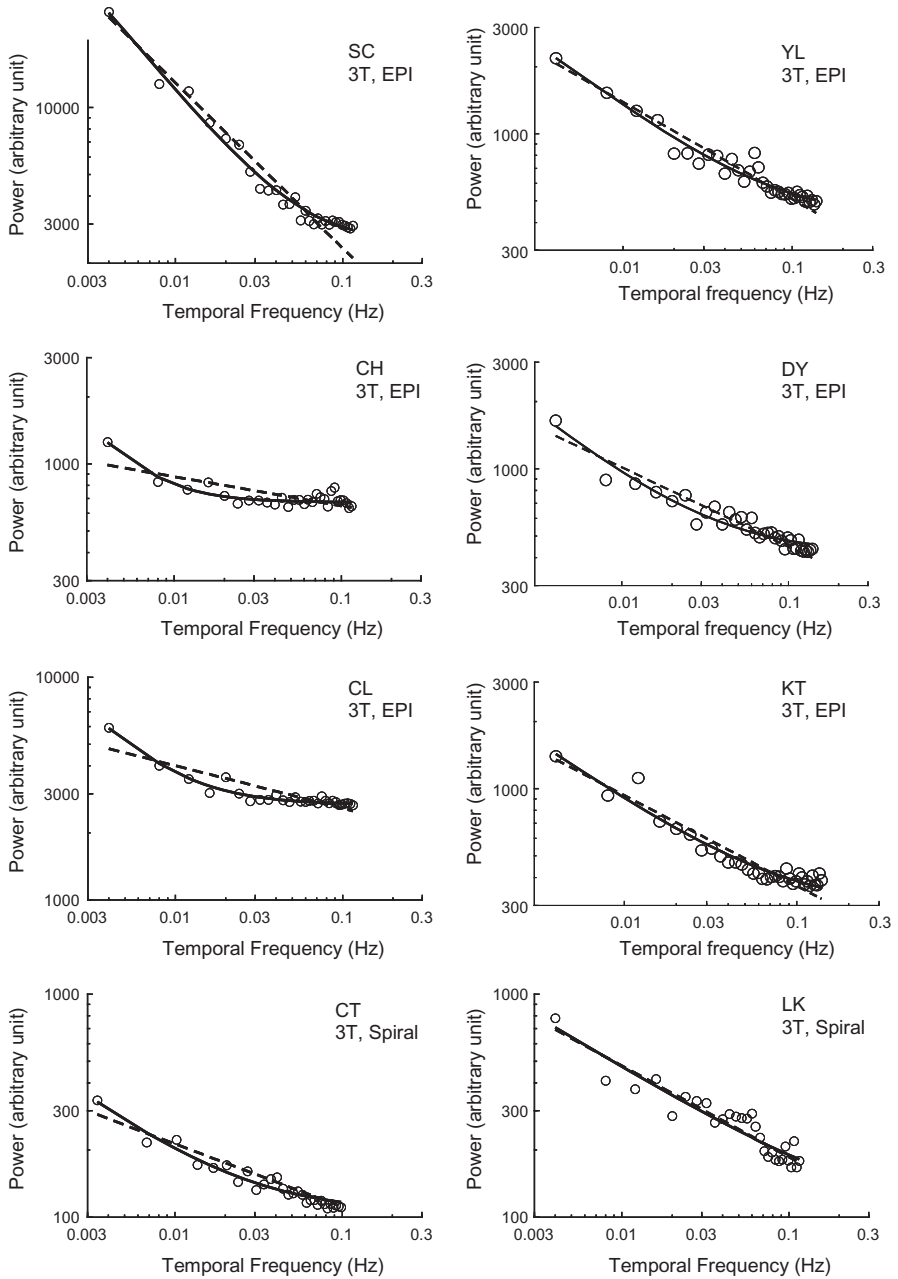 SC
3T, EPI
Power (arbitrary unit)
10000
3000
0.003 0.01 0.03 0.1 0.3
Temporal Frequency (Hz)
YL
3T, EPI
Power (arbitrary unit)
3000
1000
300
0.01 0.03 0.1 0.3
Temporal frequency (Hz)
CH
3T, EPI
Power (arbitrary unit)
3000
1000
300
0.003 0.01 0.03 0.1 0.3
Temporal Frequency (Hz)
DY
3T, EPI
Power (arbitrary unit)
3000
1000
300
0.01 0.03 0.1 0.3
Temporal frequency (Hz)
CL
3T, EPI
Power (arbitrary unit)
10000
3000
1000
0.003 0.01 0.03 0.1 0.3
Temporal Frequency (Hz)
KT
3T, EPI
Power (arbitrary unit)
3000
1000
300
0.01 0.03 0.1 0.3
Temporal frequency (Hz)
CT
3T, Spiral
Power (arbitrary unit)
1000
300
100
0.003 0.01 0.03 0.1 0.3
Temporal Frequency (Hz)
LK
3T, Spiral
Power (arbitrary unit)
1000
300
100
0.003 0.01 0.03 0.1 0.3
Temporal Frequency (Hz)